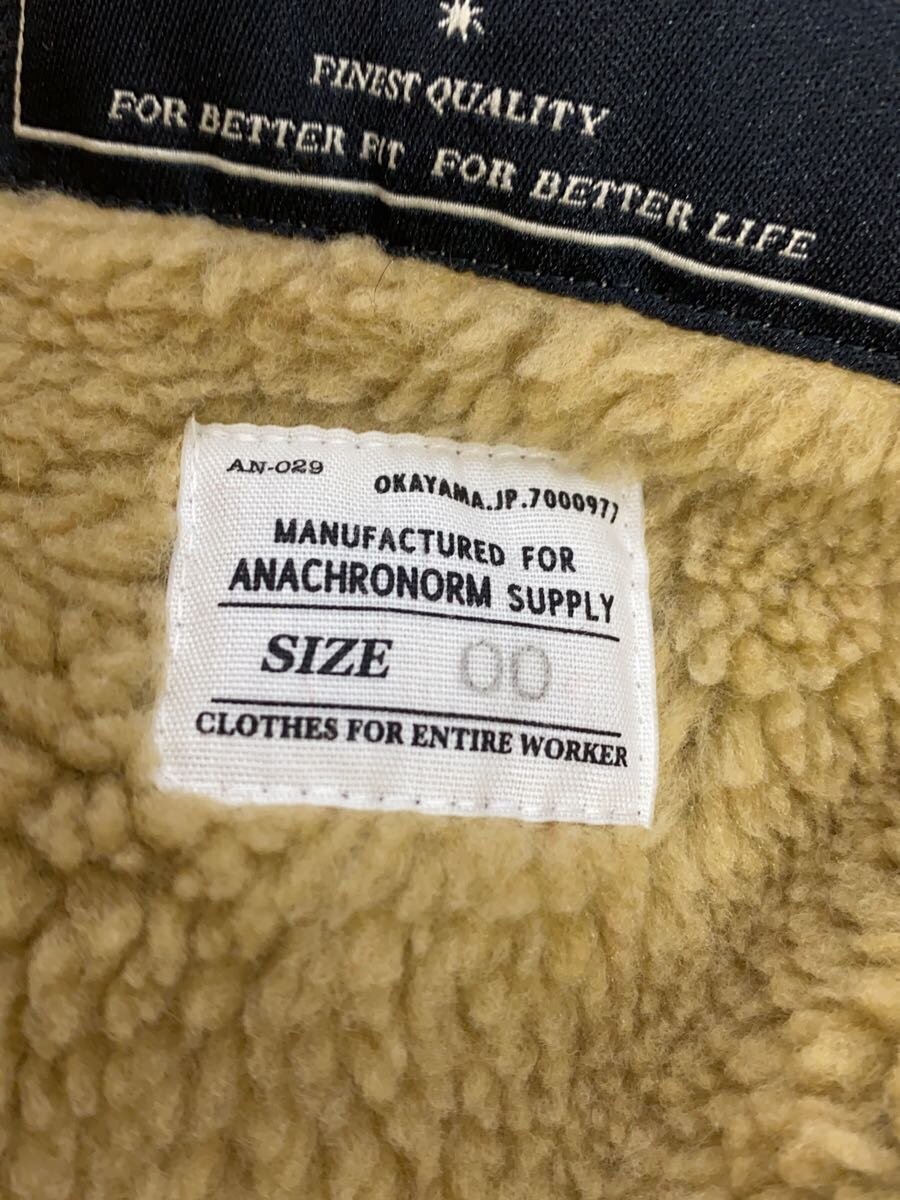 FINEST QUALITY
FOR BETTER FIT FOR BETTER LIFE
AN-029
OKAYAMA.JP.7000977
MANUFACTURED FOR
ANACHRONORM SUPPLY
SIZE 00
CLOTHES FOR ENTIRE WORKER